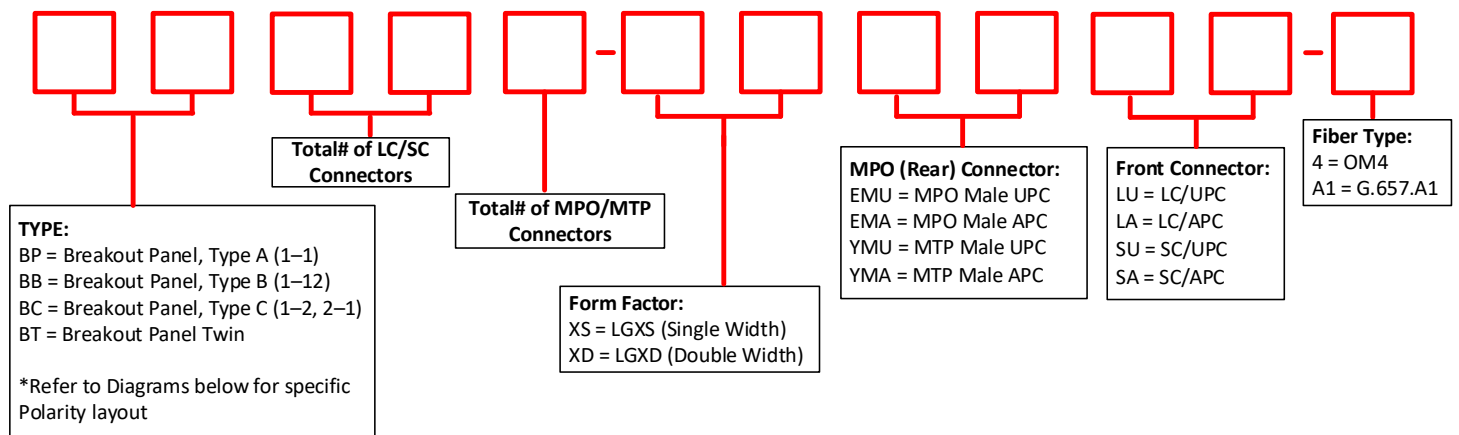 Total# of LC/SC
Connectors
TYPE:
BP = Breakout Panel, Type A (1–1)
BB = Breakout Panel, Type B (1–12)
BC = Breakout Panel, Type C (1–2, 2–1)
BT = Breakout Panel Twin
*Refer to Diagrams below for specific
Polarity layout
Total# of MPO/MTP
Connectors
Form Factor:
XS = LGXS (Single Width)
XD = LGXD (Double Width)
MPO (Rear) Connector:
EMU = MPO Male UPC
EMA = MPO Male APC
YMU = MTP Male UPC
YMA = MTP Male APC
Front Connector:
LU = LC/UPC
LA = LC/APC
SU = SC/UPC
SA = SC/APC
Fiber Type:
4 = OM4
A1 = G.657.A1